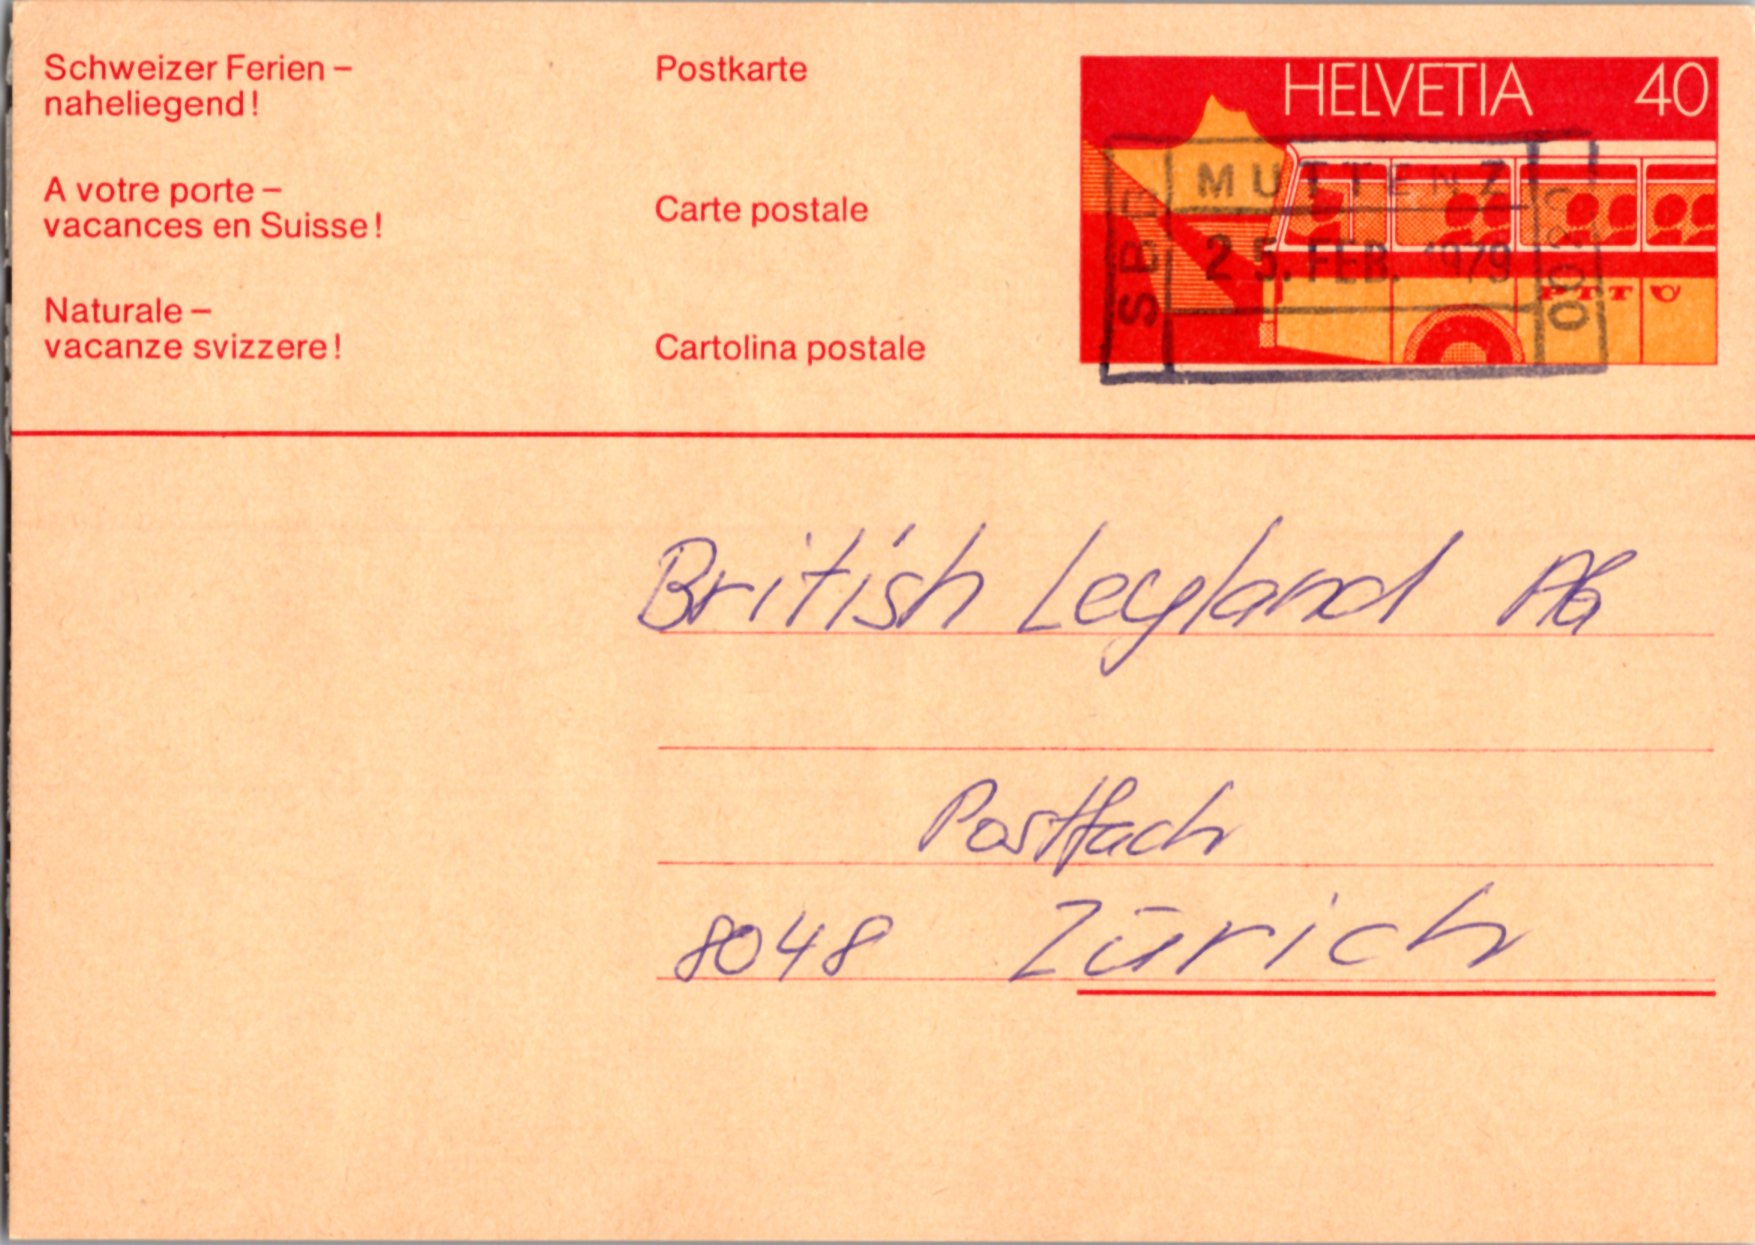 Schweizer Ferien –
naheliegend!
A votre porte –
vacances en Suisse!
Naturale –
vacanze svizzere!
Postkarte
Carte postale
Cartolina postale
HELVETIA 40
MUTTENZ
25. FEB. 1979
SBB
PTT
British Leyland AG
Postfach
8048 Zürich